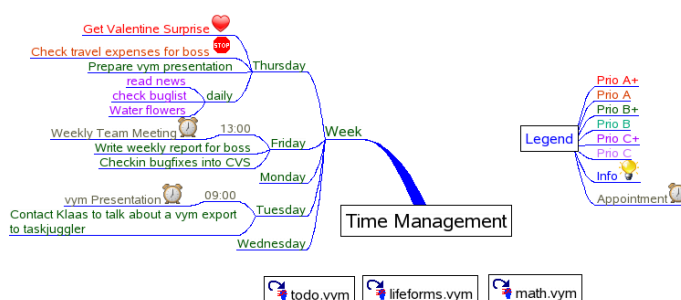 Get Valentine Surprise
STOP
Check travel expenses for boss
Prepare vym presentation
Thursday
read news
check buglist
daily
Water flowers
Weekly Team Meeting
13:00
Write weekly report for boss
Friday
Checkin bugfixes into CVS
Week
Monday
vym Presentation
09:00
Contact Klaas to talk about a vym export
to taskjuggler
Tuesday
Wednesday
Time Management
Legend
Prio A+
Prio A
Prio B+
Prio B
Prio C+
Prio C
Info
Appointment
todo.vym
lifeforms.vym
math.vym